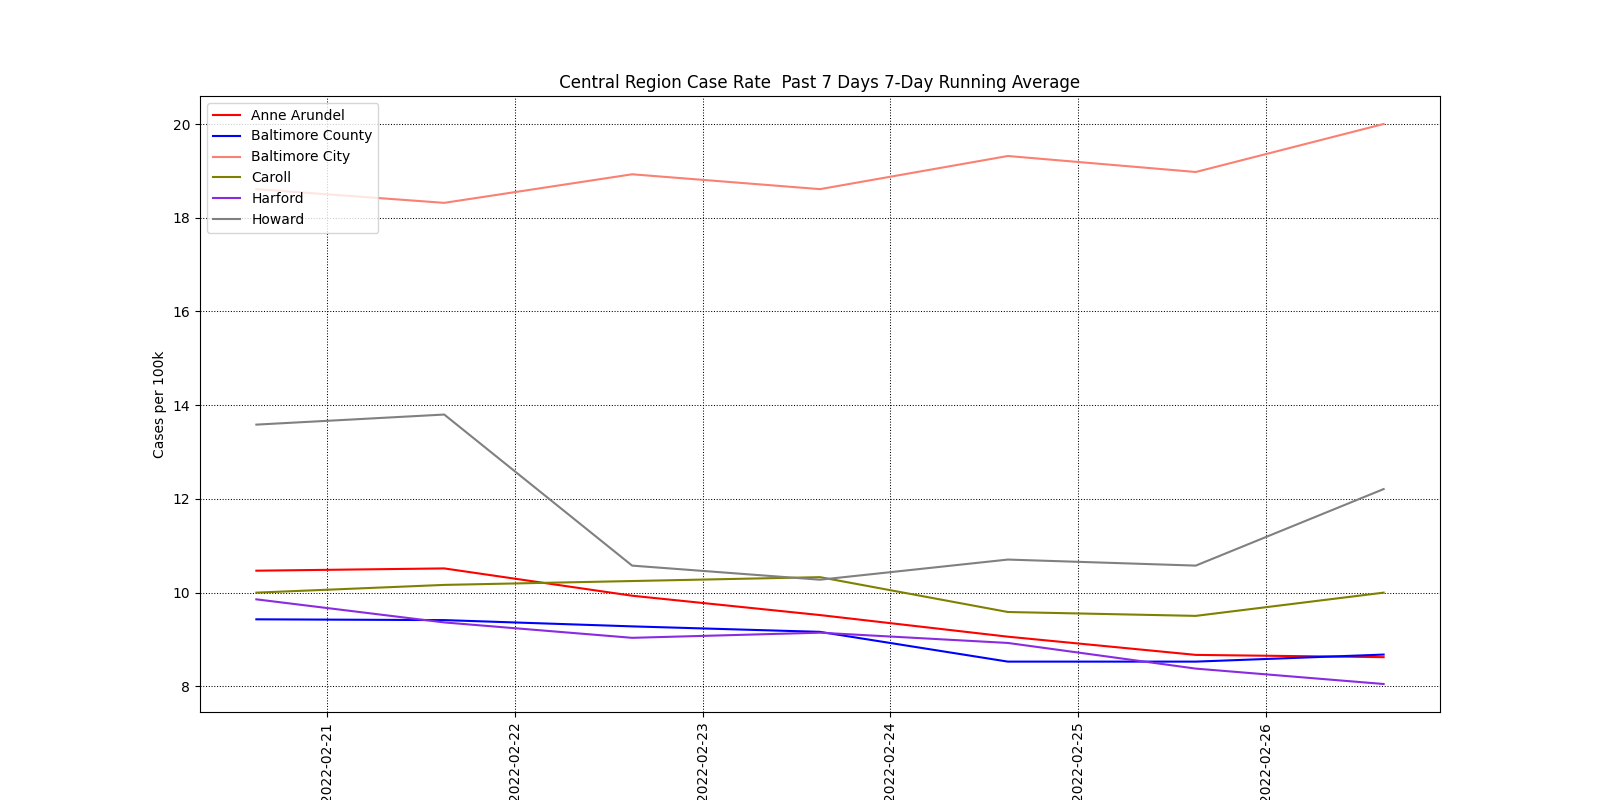 Central Region Case Rate  Past 7 Days 7-Day Running Average
Anne Arundel
Baltimore County
Baltimore City
Caroll
Harford
Howard
Cases per 100k
20
18
16
14
12
10
8
2022-02-21
2022-02-22
2022-02-23
2022-02-24
2022-02-25
2022-02-26